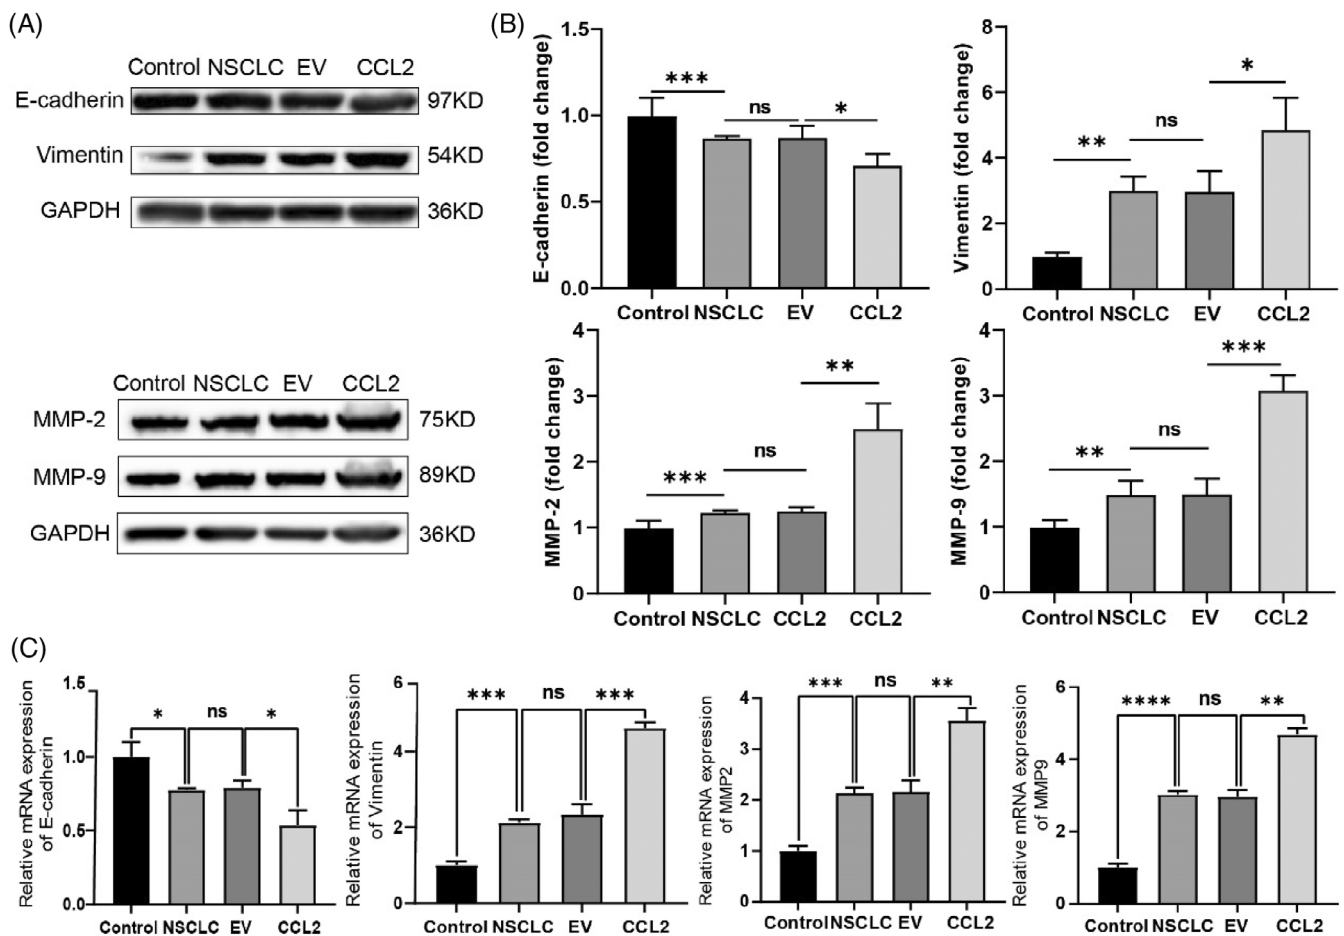 (A)
Control NSCLC EV CCL2
E-cadherin 97KD
Vimentin 54KD
GAPDH 36KD
Control NSCLC EV CCL2
MMP-2 75KD
MMP-9 89KD
GAPDH 36KD
(B)
E-cadherin (fold change)
1.5
1.0
0.5
0.0
*** ns *
Control NSCLC EV CCL2
Vimentin (fold change)
8
6
4
2
0
** ns *
Control NSCLC EV CCL2
MMP-2 (fold change)
4
3
2
1
0
*** ns **
Control NSCLC CCL2 CCL2
MMP-9 (fold change)
4
3
2
1
0
** ns ***
Control NSCLC EV CCL2
(C)
Relative mRNA expression
of E-cadherin
1.5
1.0
0.5
0.0
* ns *
Control NSCLC EV CCL2
Relative mRNA expression
of Vimentin
6
4
2
0
*** ns ***
Control NSCLC EV CCL2
Relative mRNA expression
of MMP2
4
3
2
1
0
*** ns **
Control NSCLC EV CCL2
Relative mRNA expression
of MMP9
6
4
2
0
**** ns **
Control NSCLC EV CCL2